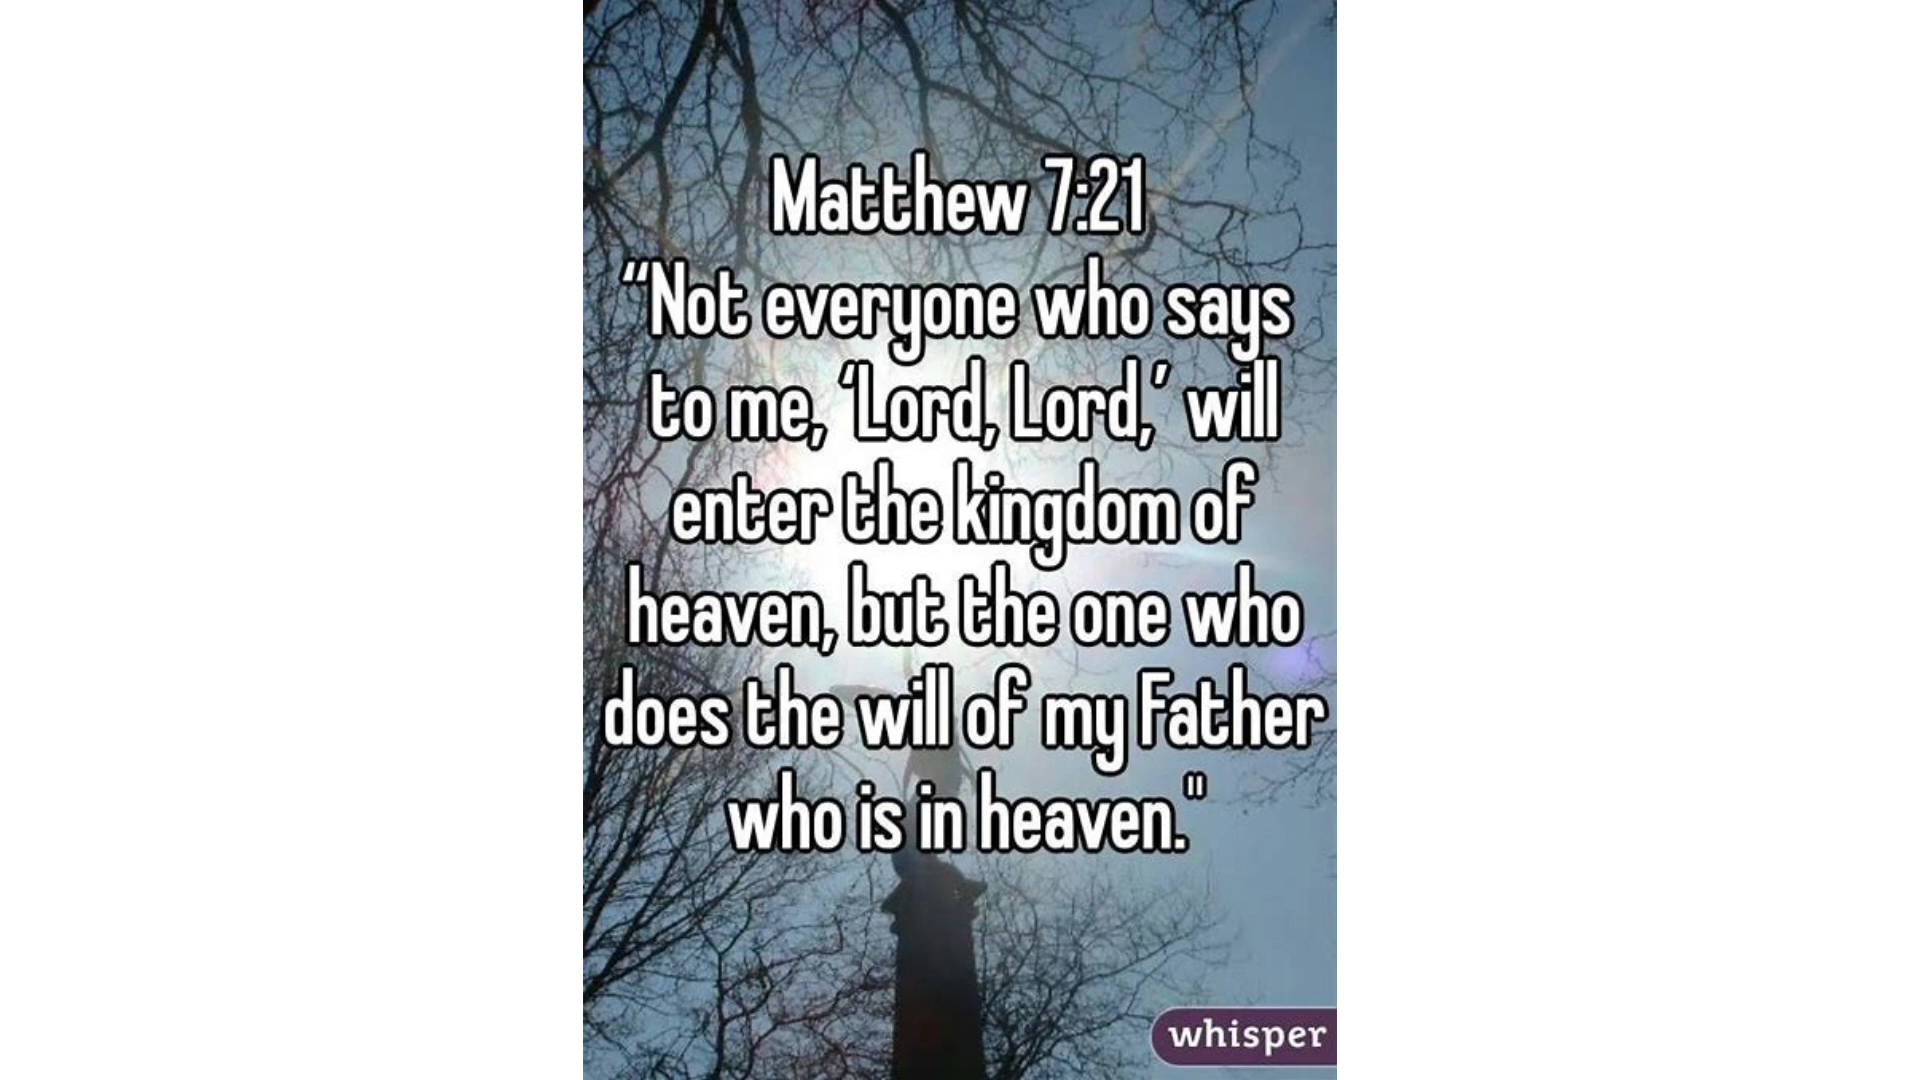 Matthew 7:21
“Not everyone who says
to me, ‘Lord, Lord,’ will
enter the kingdom of
heaven, but the one who
does the will of my Father
who is in heaven."
whisper